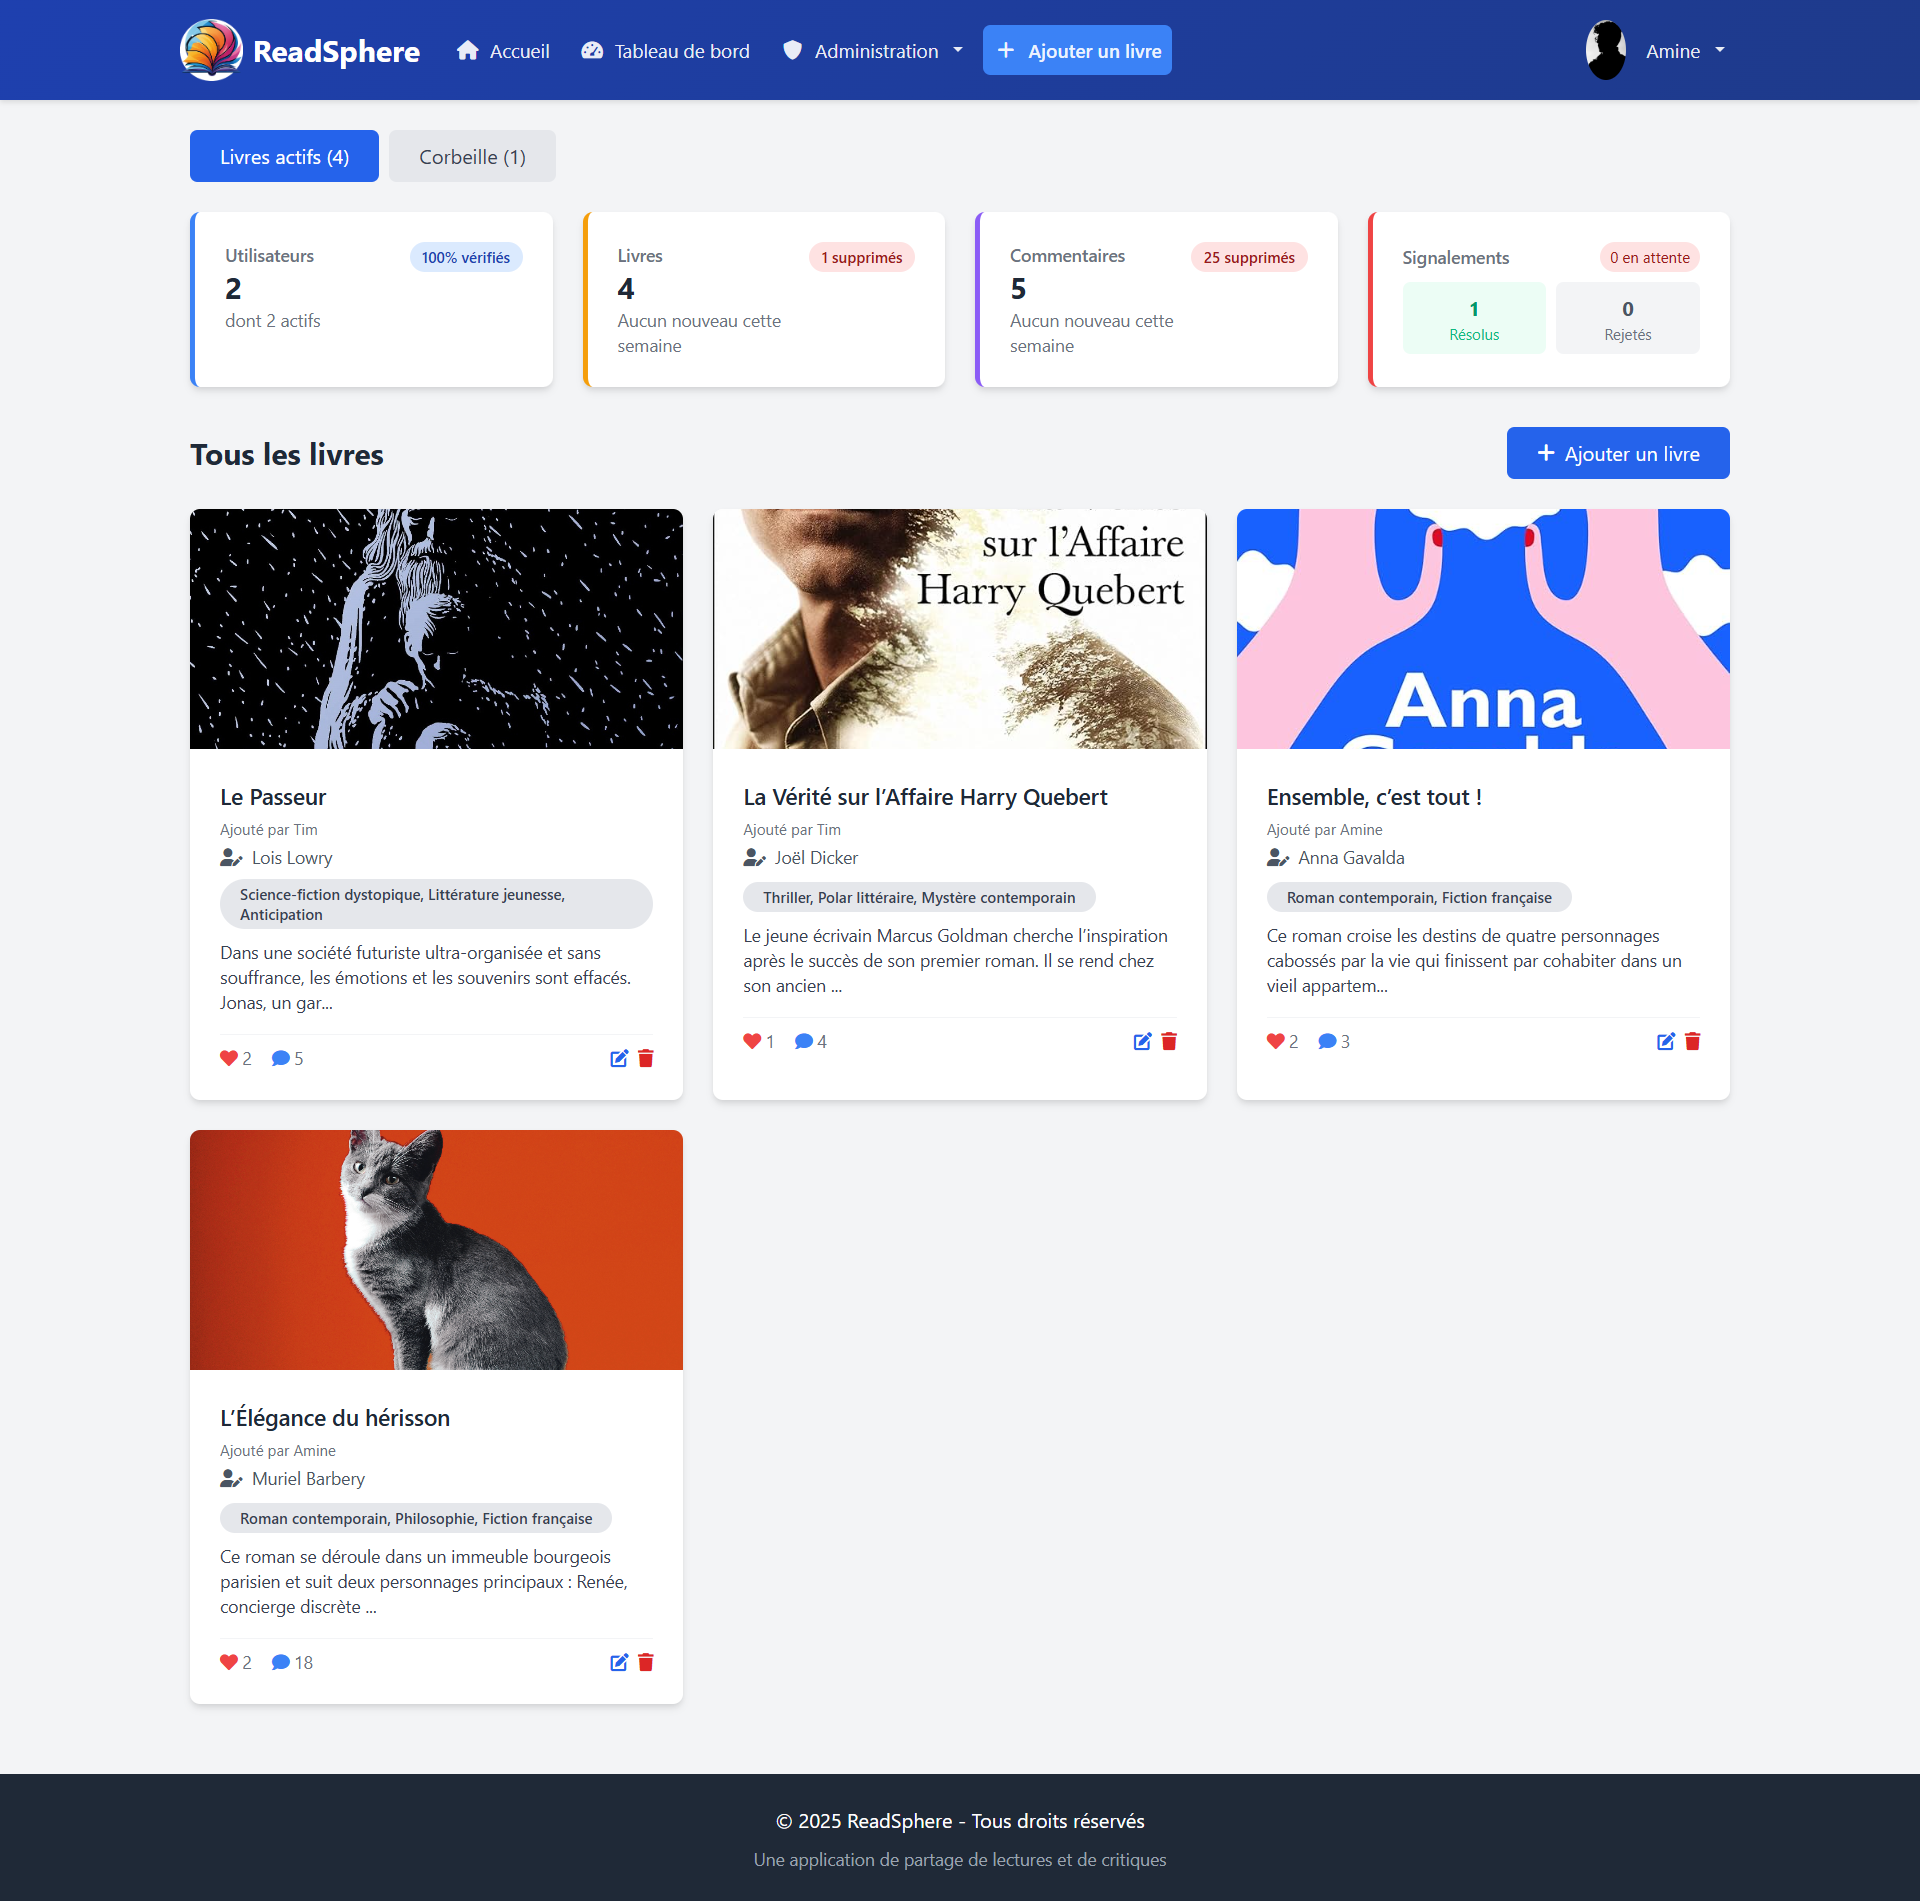 ReadSphere
Accueil
Tableau de bord
Administration
Ajouter un livre
Amine
Livres actifs (4)
Corbeille (1)
Utilisateurs
100% vérifiés
2
dont 2 actifs
Livres
1 supprimés
4
Aucun nouveau cette
semaine
Commentaires
25 supprimés
5
Aucun nouveau cette
semaine
Signalements
0 en attente
1
Résolus
0
Rejetés
Tous les livres
Ajouter un livre
Le Passeur
Ajouté par Tim
Lois Lowry
Science-fiction dystopique, Littérature jeunesse,
Anticipation
Dans une société futuriste ultra-organisée et sans
souffrance, les émotions et les souvenirs sont effacés.
Jonas, un gar...
2 5
sur l’Affaire
Harry Quebert
La Vérité sur l’Affaire Harry Quebert
Ajouté par Tim
Joël Dicker
Thriller, Polar littéraire, Mystère contemporain
Le jeune écrivain Marcus Goldman cherche l’inspiration
après le succès de son premier roman. Il se rend chez
son ancien ...
1 4
Anna
Ensemble, c’est tout !
Ajouté par Amine
Anna Gavalda
Roman contemporain, Fiction française
Ce roman croise les destins de quatre personnages
cabossés par la vie qui finissent par cohabiter dans un
vieil appartem...
2 3
L’Élégance du hérisson
Ajouté par Amine
Muriel Barbery
Roman contemporain, Philosophie, Fiction française
Ce roman se déroule dans un immeuble bourgeois
parisien et suit deux personnages principaux : Renée,
concierge discrète ...
2 18
© 2025 ReadSphere - Tous droits réservés
Une application de partage de lectures et de critiques